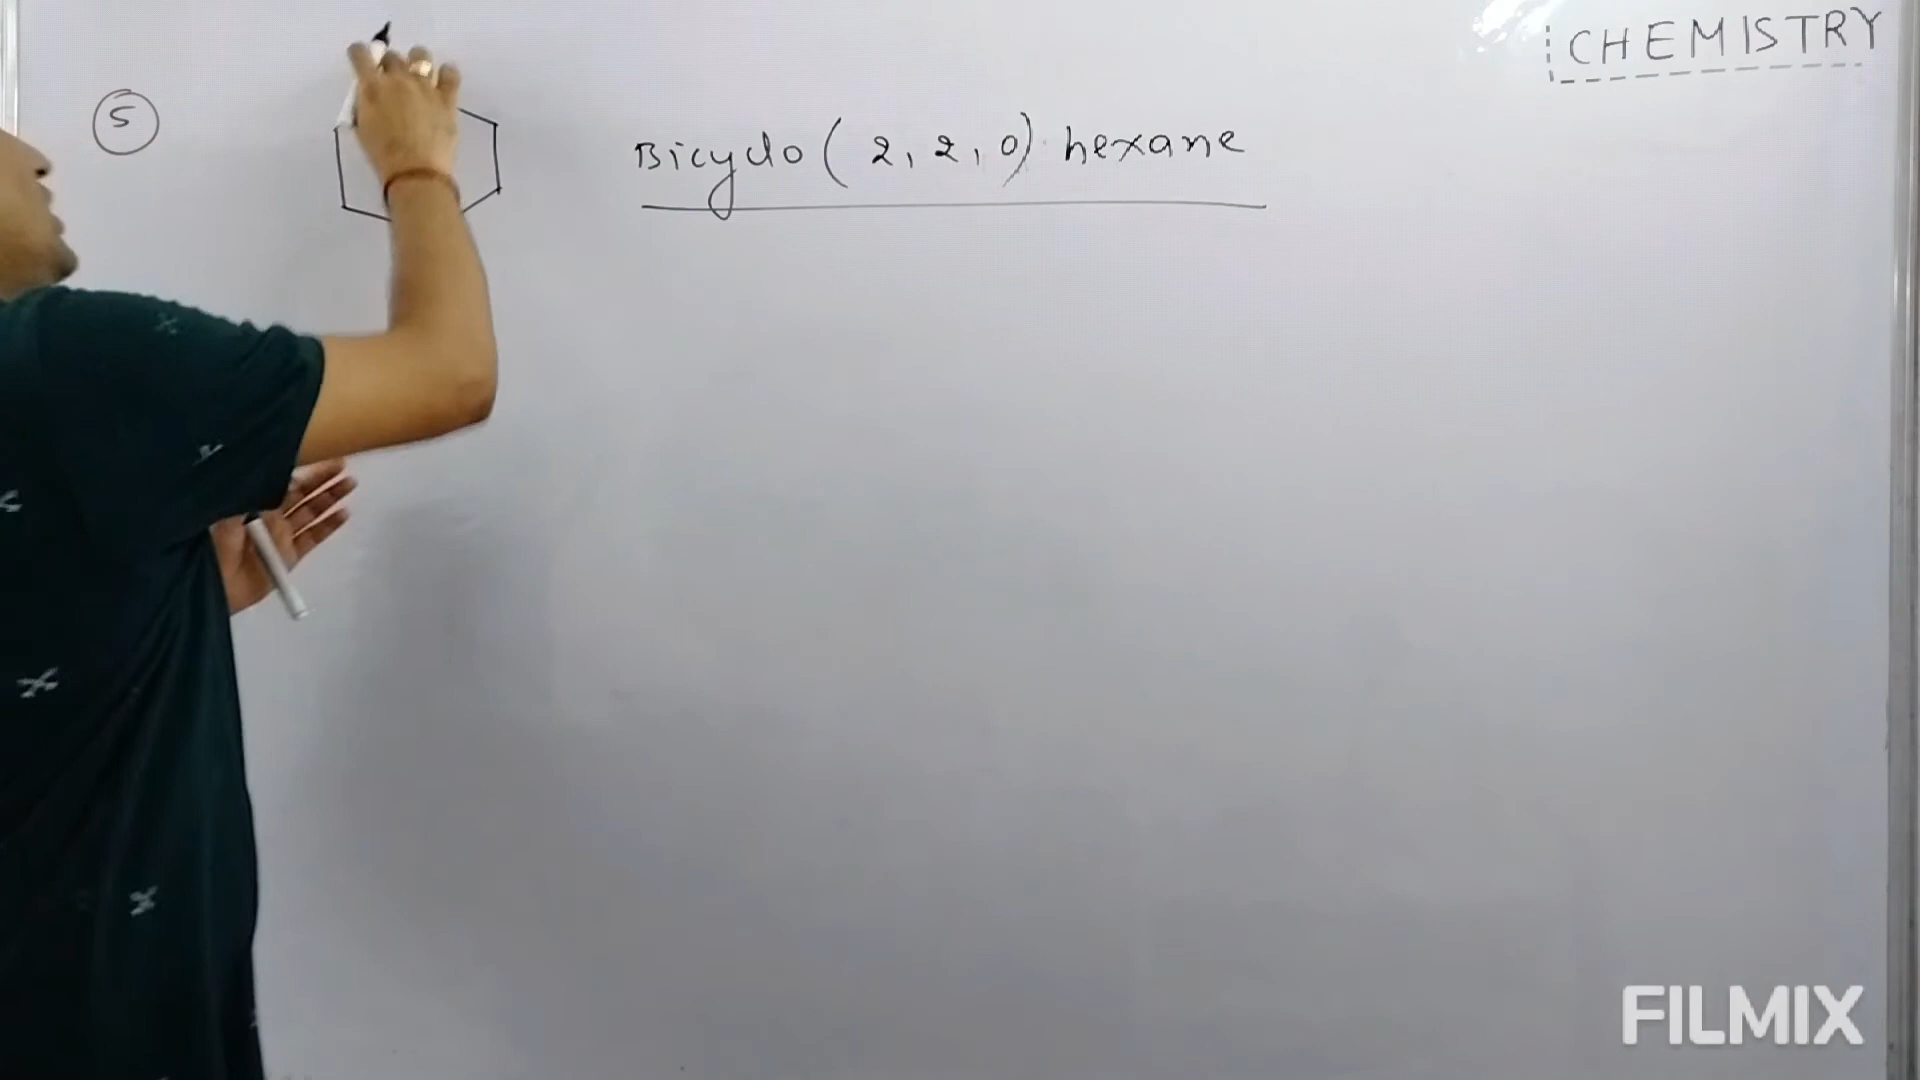 CHEMISTRY
5
Bicyclo ( 2, 2, 0) hexane
FILMIX